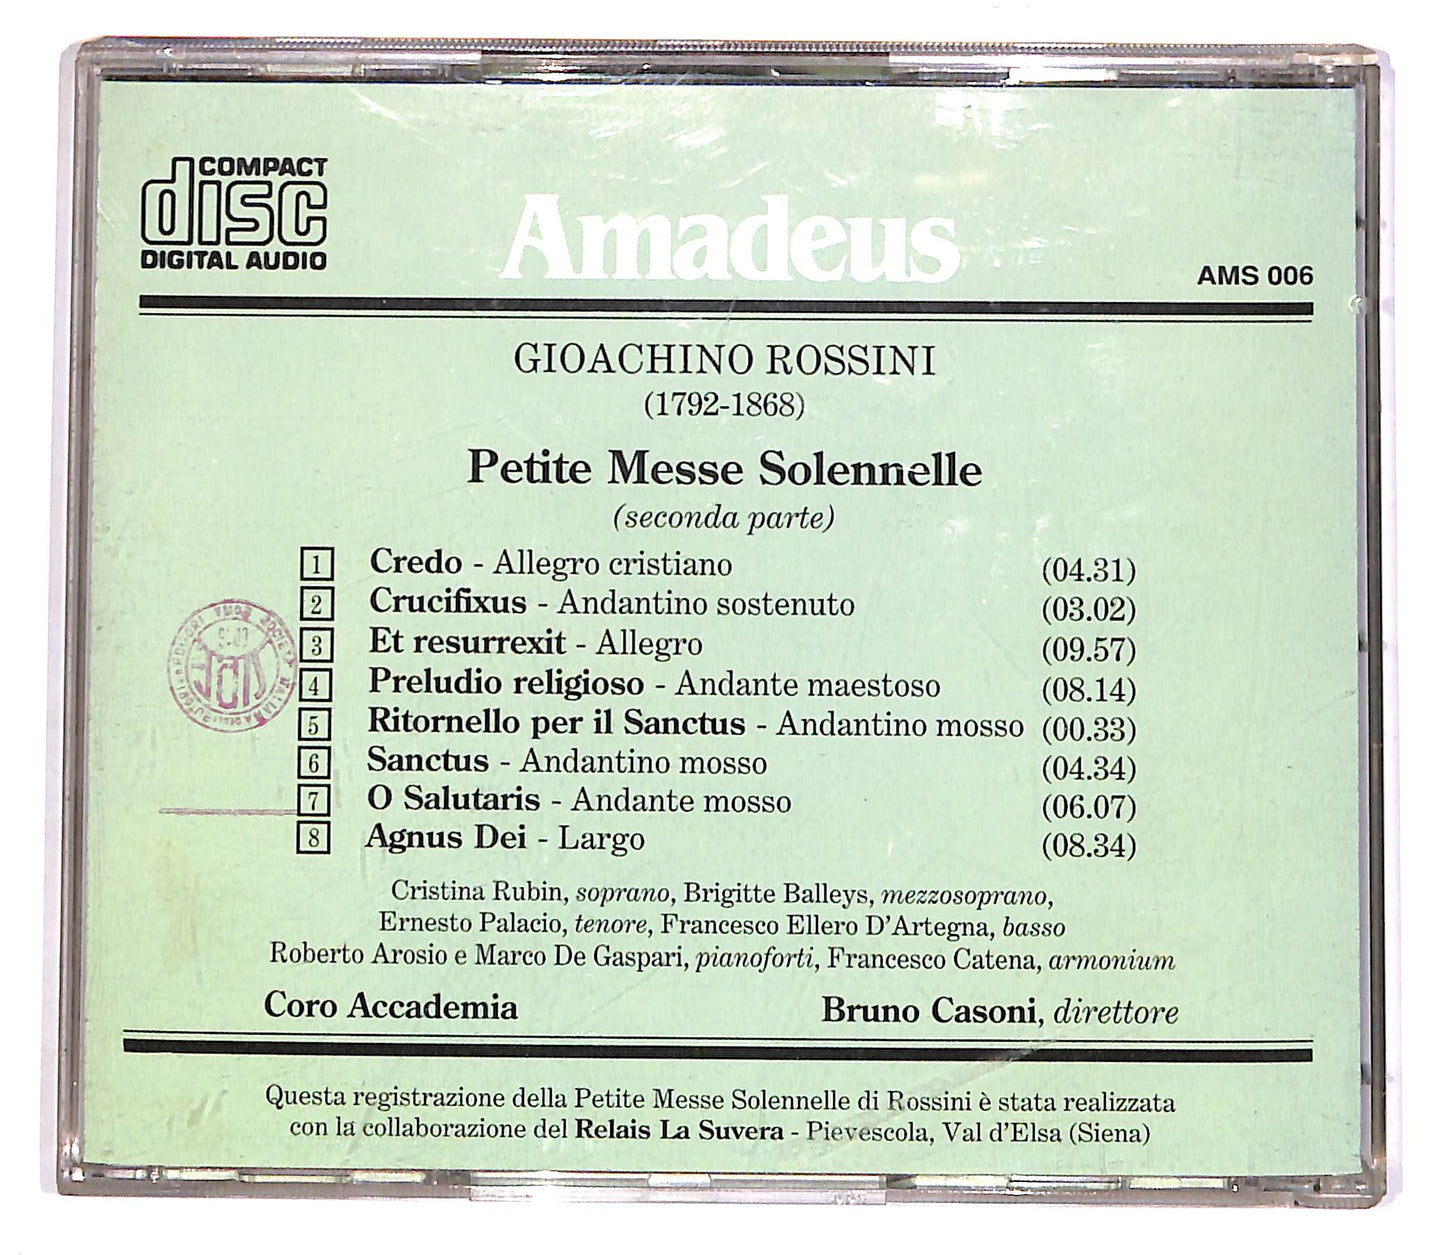 COMPACT
disc
DIGITAL AUDIO
Amadeus
AMS 006
GIOACHINO ROSSINI
(1792-1868)
Petite Messe Solennelle
(seconda parte)
1 Credo - Allegro cristiano (04.31)
2 Crucifixus - Andantino sostenuto (03.02)
3 Et resurrexit - Allegro (09.57)
4 Preludio religioso - Andante maestoso (08.14)
5 Ritornello per il Sanctus - Andantino mosso (00.33)
6 Sanctus - Andantino mosso (04.34)
7 O Salutaris - Andante mosso (06.07)
8 Agnus Dei - Largo (08.34)
Cristina Rubin, soprano, Brigitte Balleys, mezzosoprano,
Ernesto Palacio, tenore, Francesco Ellero D'Artegna, basso
Roberto Arosio e Marco De Gaspari, pianoforti, Francesco Catena, armonium
Coro Accademia Bruno Casoni, direttore
Questa registrazione della Petite Messe Solennelle di Rossini è stata realizzata
con la collaborazione del Relais La Suvera - Pievescola, Val d'Elsa (Siena)